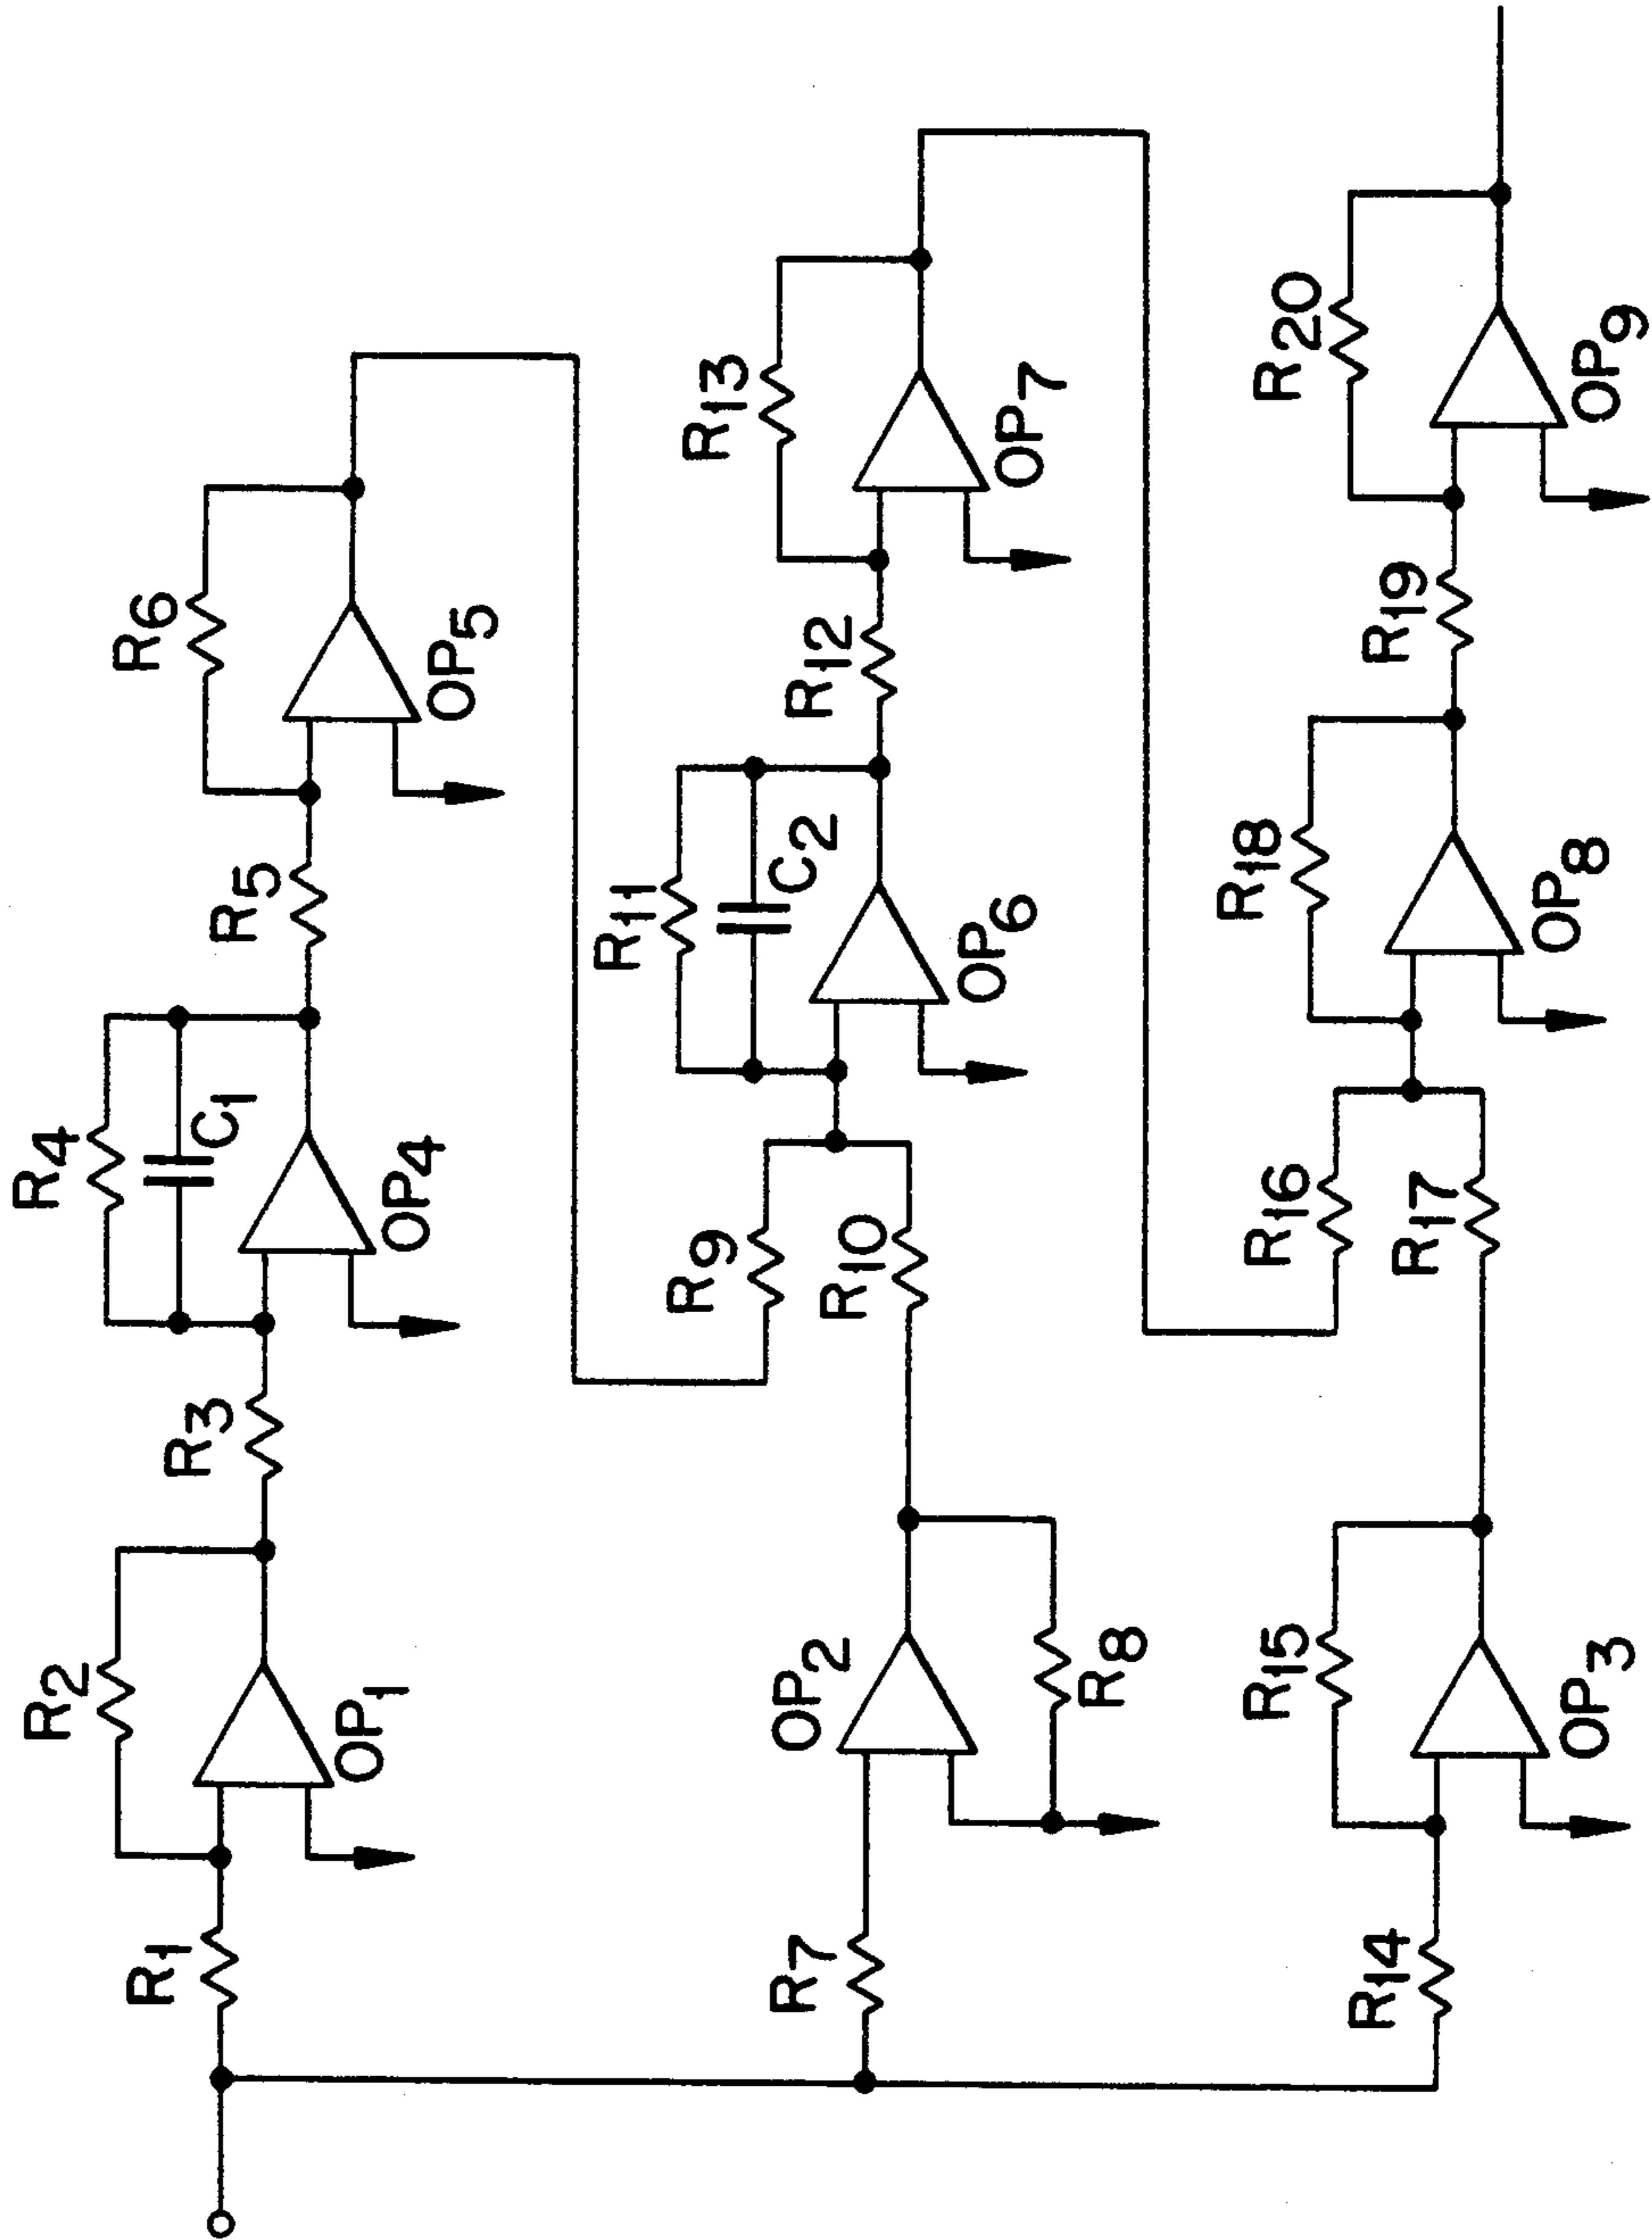 R1
R2
OP1
R3
R4
C1
OP4
R5
R6
OP5
R7
OP2
R8
R9
R10
R11
C2
OP6
R12
R13
OP7
R14
R15
OP3
R16
R17
R18
OP8
R19
R20
OP9